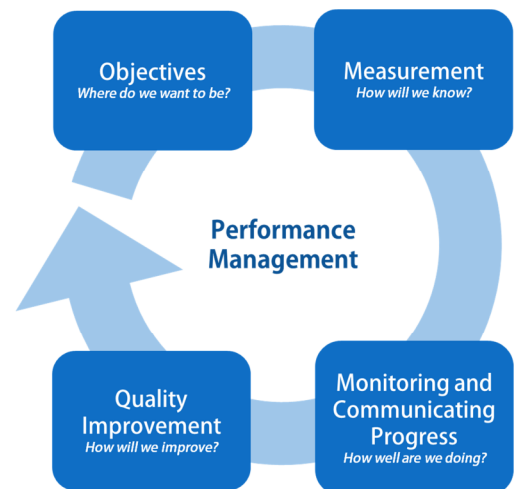 Objectives
Where do we want to be?
Measurement
How will we know?
Performance
Management
Quality
Improvement
How will we improve?
Monitoring and
Communicating
Progress
How well are we doing?